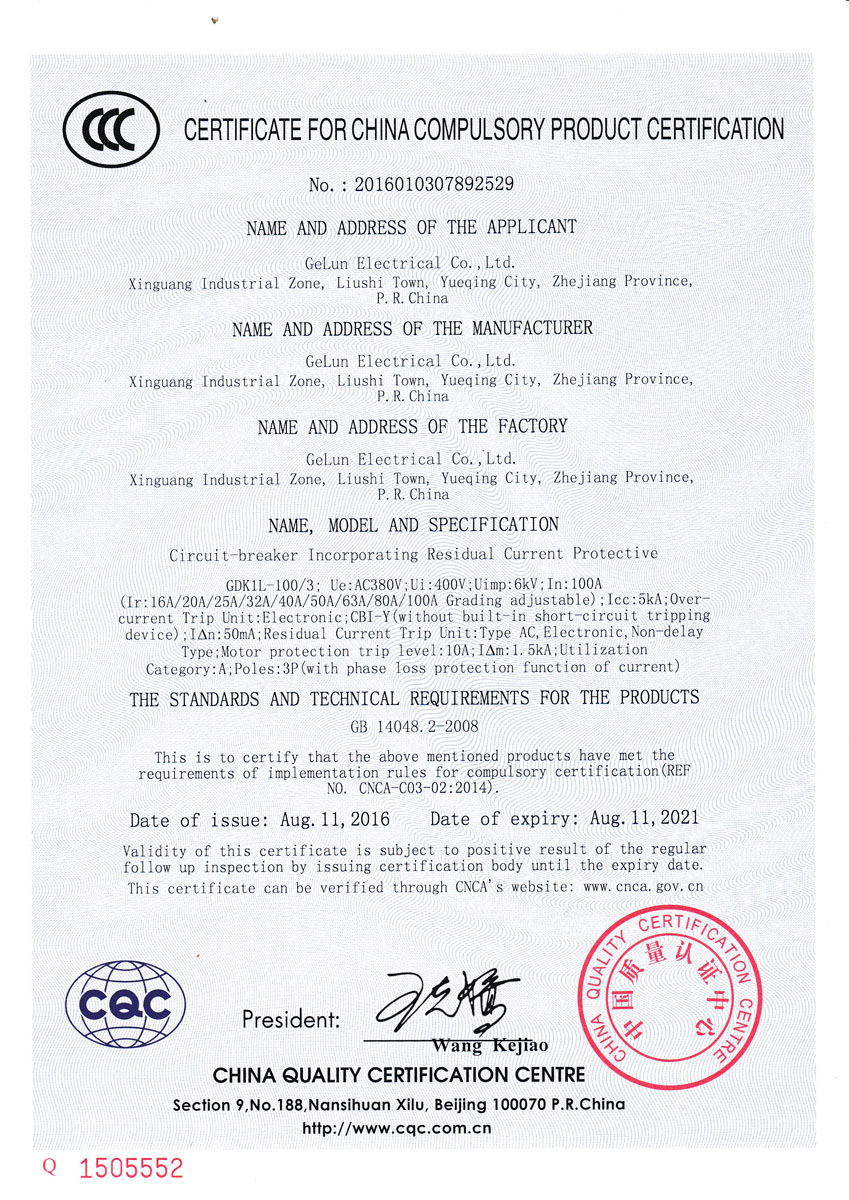 CCC
CERTIFICATE FOR CHINA COMPULSORY PRODUCT CERTIFICATION
No. : 2016010307892529
NAME AND ADDRESS OF THE APPLICANT
GeLun Electrical Co.,Ltd.
Xinguang Industrial Zone, Liushi Town, Yueqing City, Zhejiang Province,
P.R.China
NAME AND ADDRESS OF THE MANUFACTURER
GeLun Electrical Co.,Ltd.
Xinguang Industrial Zone, Liushi Town, Yueqing City, Zhejiang Province,
P.R.China
NAME AND ADDRESS OF THE FACTORY
GeLun Electrical Co.,Ltd.
Xinguang Industrial Zone, Liushi Town, Yueqing City, Zhejiang Province,
P.R.China
NAME, MODEL AND SPECIFICATION
Circuit-breaker Incorporating Residual Current Protective
GDK1L-100/3; Ue:AC380V;Ui:400V;Uimp:6kV;In:100A
(Ir:16A/20A/25A/32A/40A/50A/63A/80A/100A Grading adjustable);Icc:5kA;Over-
current Trip Unit:Electronic;CBI-Y(without built-in short-circuit tripping
device);IΔn:50mA;Residual Current Trip Unit:Type AC,Electronic,Non-delay
Type;Motor protection trip level:10A;IΔm:1.5kA;Utilization
Category:A;Poles:3P(with phase loss protection function of current)
THE STANDARDS AND TECHNICAL REQUIREMENTS FOR THE PRODUCTS
GB 14048.2-2008
This is to certify that the above mentioned products have met the
requirements of implementation rules for compulsory certification(REF
NO. CNCA-C03-02:2014).
Date of issue: Aug.11,2016 Date of expiry: Aug.11,2021
Validity of this certificate is subject to positive result of the regular
follow up inspection by issuing certification body until the expiry date.
This certificate can be verified through CNCA's website: www.cnca.gov.cn
CHINA QUALITY CERTIFICATION CENTRE
中国质量认证中心
CQC
President:
王克娇
Wang Kejiao
CHINA QUALITY CERTIFICATION CENTRE
Section 9,No.188,Nansihuan Xilu, Beijing 100070 P.R.China
http://www.cqc.com.cn
Q 1505552